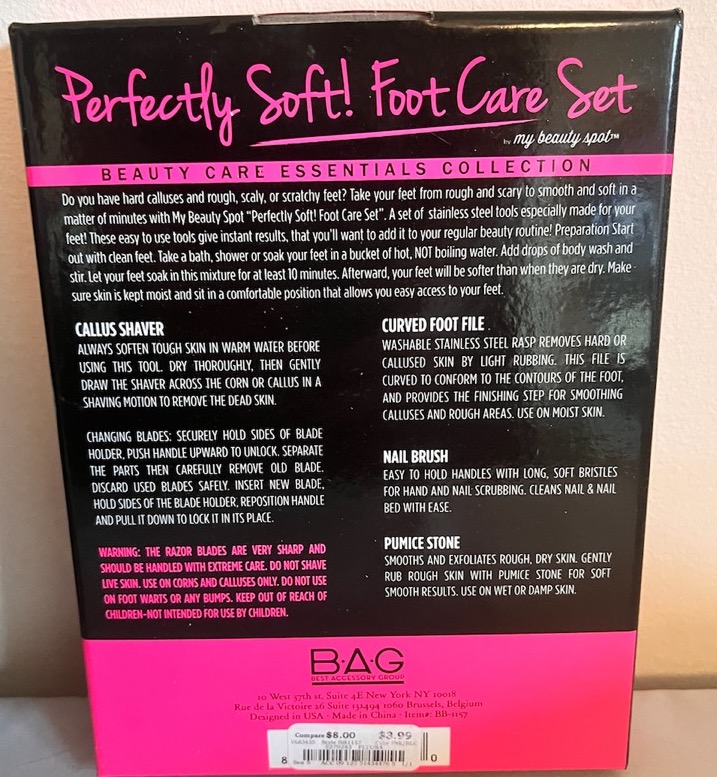 Perfectly Soft! Foot Care Set
by my beauty spot™
BEAUTY CARE ESSENTIALS COLLECTION
Do you have hard calluses and rough, scaly, or scratchy feet? Take your feet from rough and scary to smooth and soft in a
matter of minutes with My Beauty Spot "Perfectly Soft! Foot Care Set". A set of stainless steel tools especially made for your
feet! These easy to use tools give instant results, that you'll want to add it to your regular beauty routine! Preparation Start
out with clean feet. Take a bath, shower or soak your feet in a bucket of hot, NOT boiling water. Add drops of body wash and
stir. Let your feet soak in this mixture for at least 10 minutes. Afterward, your feet will be softer than when they are dry. Make
sure skin is kept moist and sit in a comfortable position that allows you easy access to your feet.
CALLUS SHAVER
ALWAYS SOFTEN TOUGH SKIN IN WARM WATER BEFORE
USING THIS TOOL. DRY THOROUGHLY, THEN GENTLY
DRAW THE SHAVER ACROSS THE CORN OR CALLUS IN A
SHAVING MOTION TO REMOVE THE DEAD SKIN.
CHANGING BLADES: SECURELY HOLD SIDES OF BLADE
HOLDER, PUSH HANDLE UPWARD TO UNLOCK. SEPARATE
THE PARTS THEN CAREFULLY REMOVE OLD BLADE.
DISCARD USED BLADES SAFELY. INSERT NEW BLADE,
HOLD SIDES OF THE BLADE HOLDER, REPOSITION HANDLE
AND PULL IT DOWN TO LOCK IT IN ITS PLACE.
WARNING: THE RAZOR BLADES ARE VERY SHARP AND
SHOULD BE HANDLED WITH EXTREME CARE. DO NOT SHAVE
LIVE SKIN. USE ON CORNS AND CALLUSES ONLY. DO NOT USE
ON FOOT WARTS OR ANY BUMPS. KEEP OUT OF REACH OF
CHILDREN-NOT INTENDED FOR USE BY CHILDREN.
CURVED FOOT FILE
WASHABLE STAINLESS STEEL RASP REMOVES HARD OR
CALLUSED SKIN BY LIGHT RUBBING. THIS FILE IS
CURVED TO CONFORM TO THE CONTOURS OF THE FOOT,
AND PROVIDES THE FINISHING STEP FOR SMOOTHING
CALLUSES AND ROUGH AREAS. USE ON MOIST SKIN.
NAIL BRUSH
EASY TO HOLD HANDLES WITH LONG, SOFT BRISTLES
FOR HAND AND NAIL SCRUBBING. CLEANS NAIL & NAIL
BED WITH EASE.
PUMICE STONE
SMOOTHS AND EXFOLIATES ROUGH, DRY SKIN. GENTLY
RUB ROUGH SKIN WITH PUMICE STONE FOR SOFT
SMOOTH RESULTS. USE ON WET OR DAMP SKIN.
B·A·G
BEST ACCESSORY GROUP
10 West 37th st. Suite 4E New York NY 10018
Rue de la Victoire 26 Suite 13494 1060 Brussels, Belgium
Designed in USA · Made in China · Item#: BB-1157
Compare $8.00 $3.99
8 0